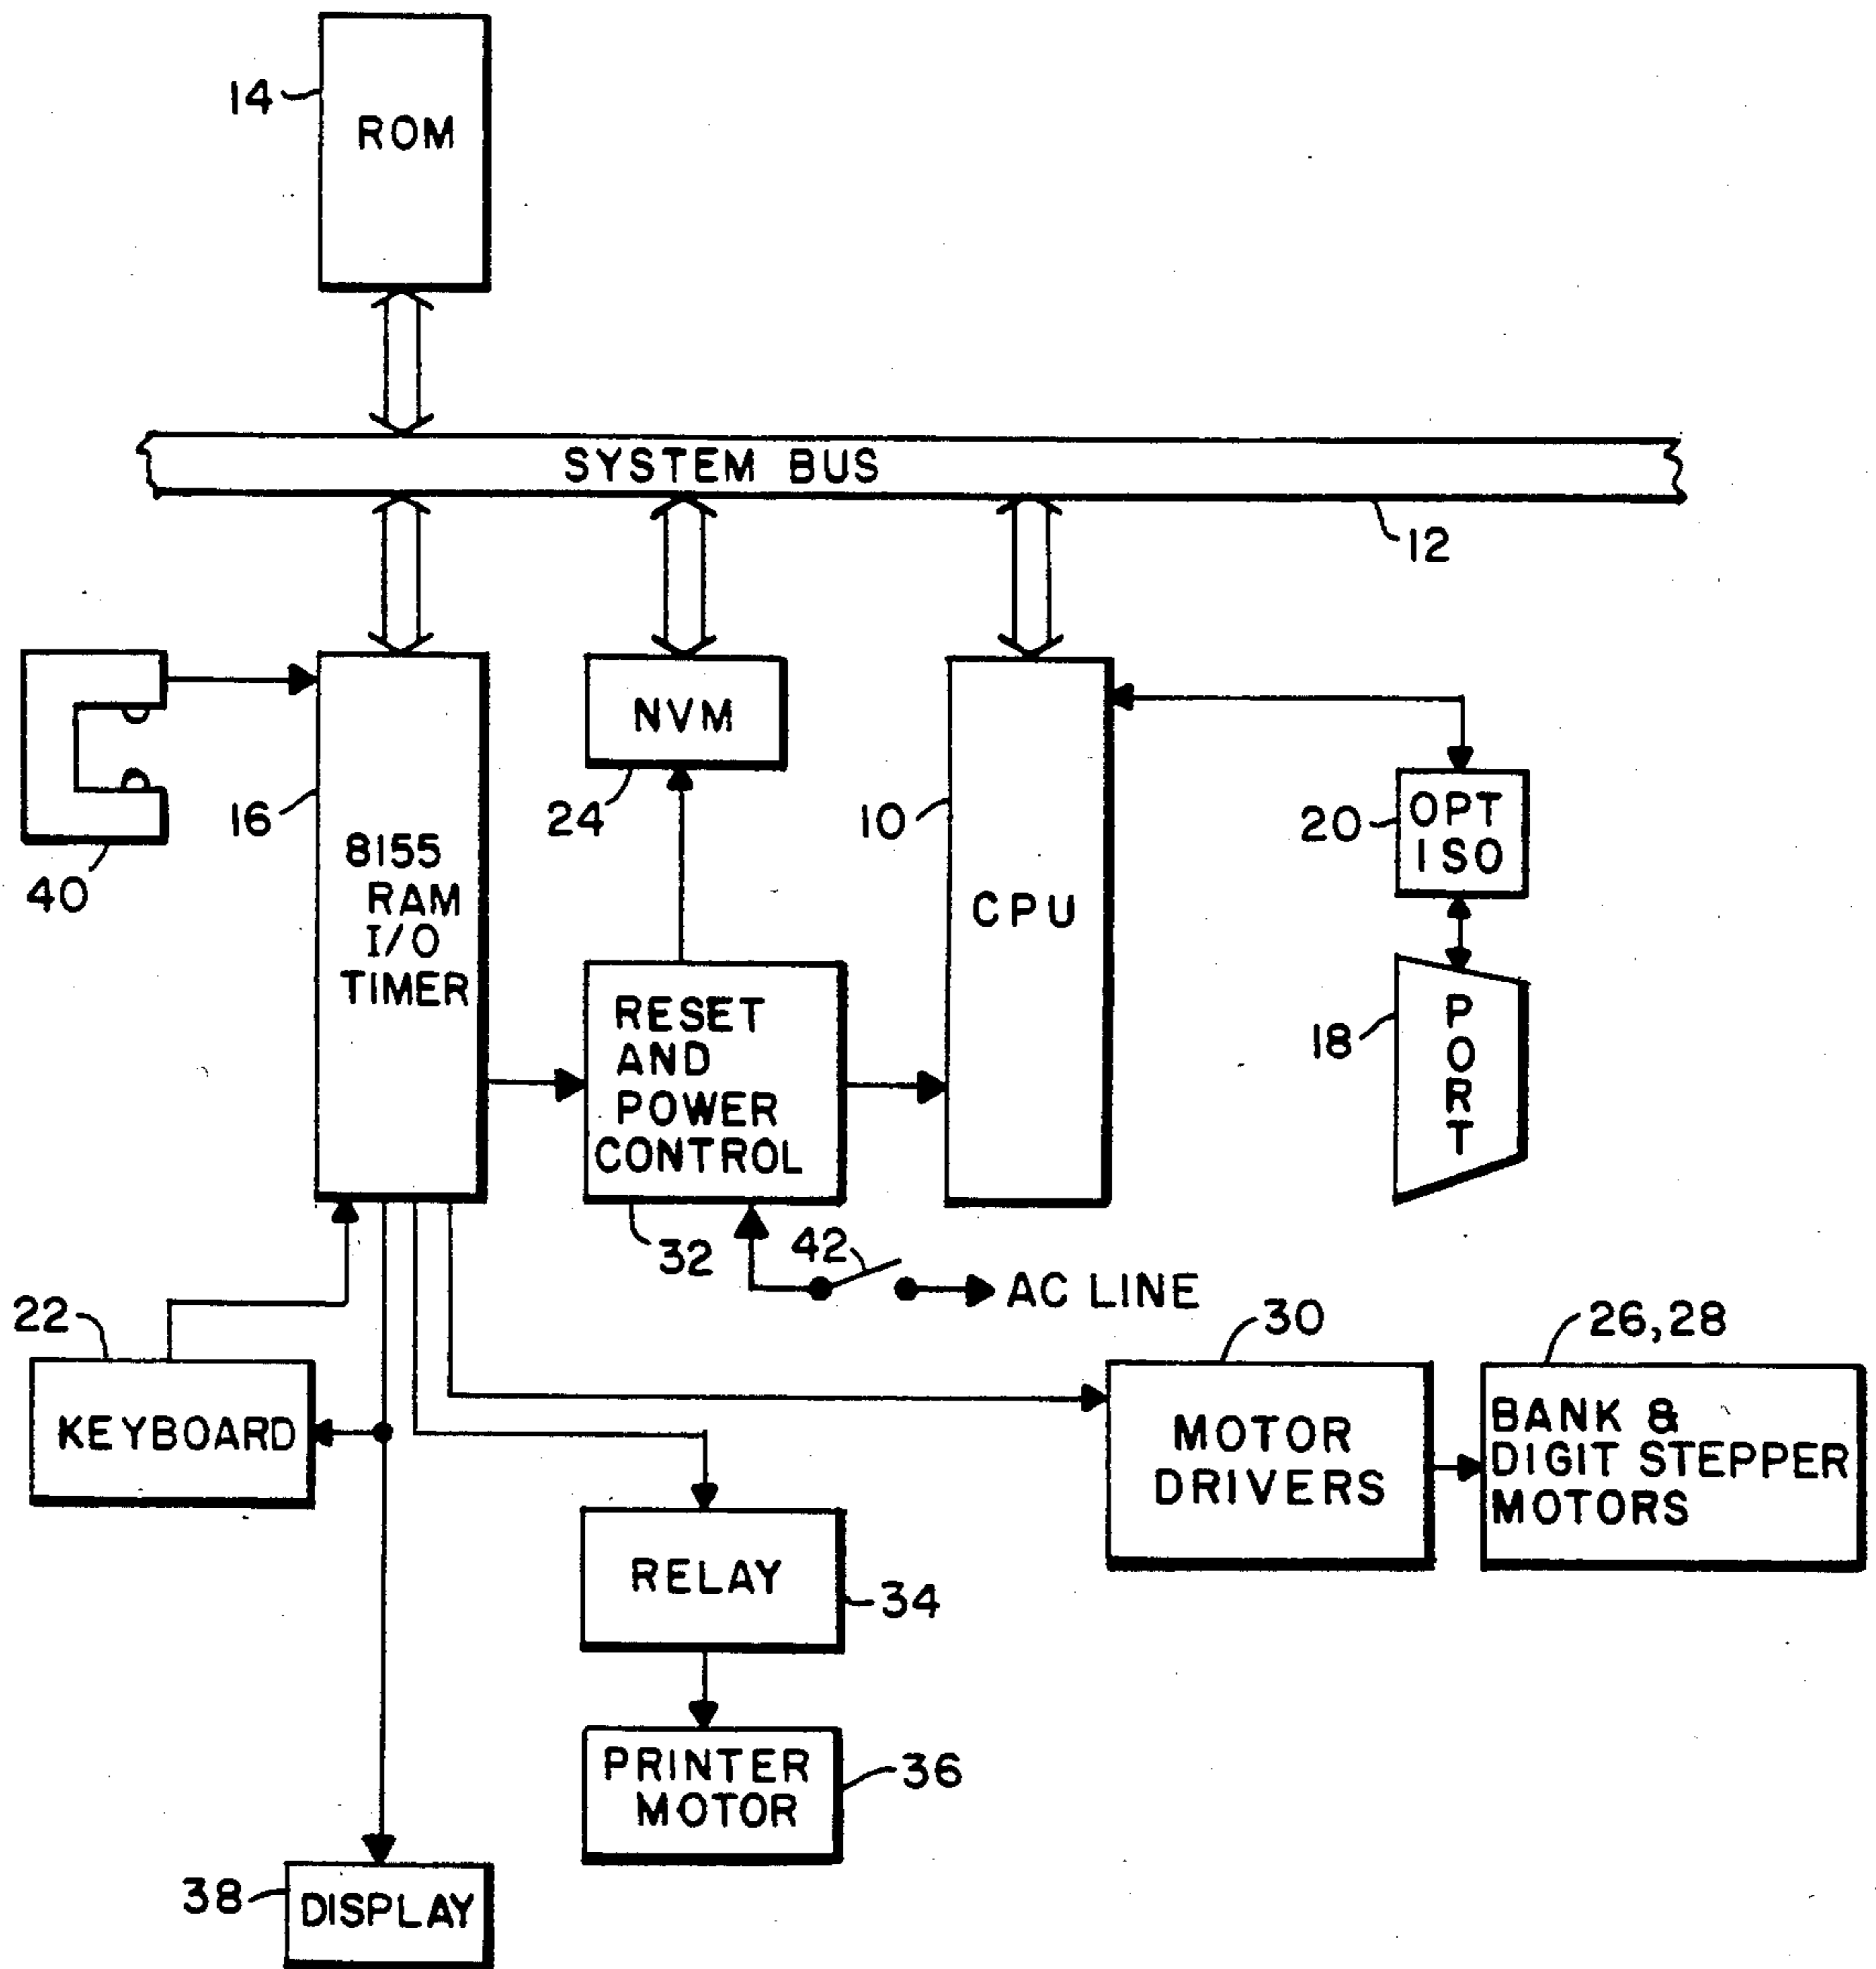 14
ROM
SYSTEM BUS
12
40
16
8155
RAM
I/O
TIMER
NVM
24
10
CPU
20
OPT
ISO
18
PORT
RESET
AND
POWER
CONTROL
32
42
AC LINE
22
KEYBOARD
30
MOTOR
DRIVERS
26,28
BANK &
DIGIT STEPPER
MOTORS
RELAY
34
PRINTER
MOTOR
36
38
DISPLAY